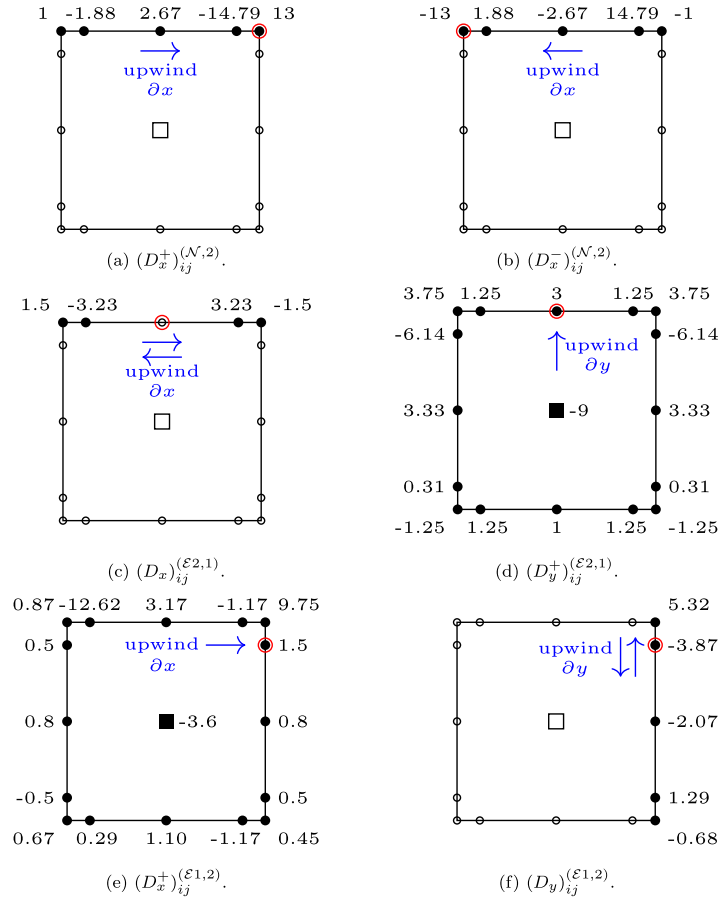 1 -1.88 2.67 -14.79 13
upwind
∂x
(a) (D_x^+)_{ij}^{(𝒩,2)}.
-13 1.88 -2.67 14.79 -1
upwind
∂x
(b) (D_x^-)_{ij}^{(𝒩,2)}.
1.5 -3.23 3.23 -1.5
upwind
∂x
(c) (D_x)_{ij}^{(ℰ2,1)}.
3.75 1.25 3 1.25 3.75
-6.14 -6.14
upwind
∂y
3.33 -9 3.33
0.31 0.31
-1.25 1.25 1 1.25 -1.25
(d) (D_y^+)_{ij}^{(ℰ2,1)}.
0.87 -12.62 3.17 -1.17 9.75
0.5 upwind 1.5
∂x
0.8 -3.6 0.8
-0.5 0.5
0.67 0.29 1.10 -1.17 0.45
(e) (D_x^+)_{ij}^{(ℰ1,2)}.
5.32
upwind -3.87
∂y
-2.07
1.29
-0.68
(f) (D_y)_{ij}^{(ℰ1,2)}.